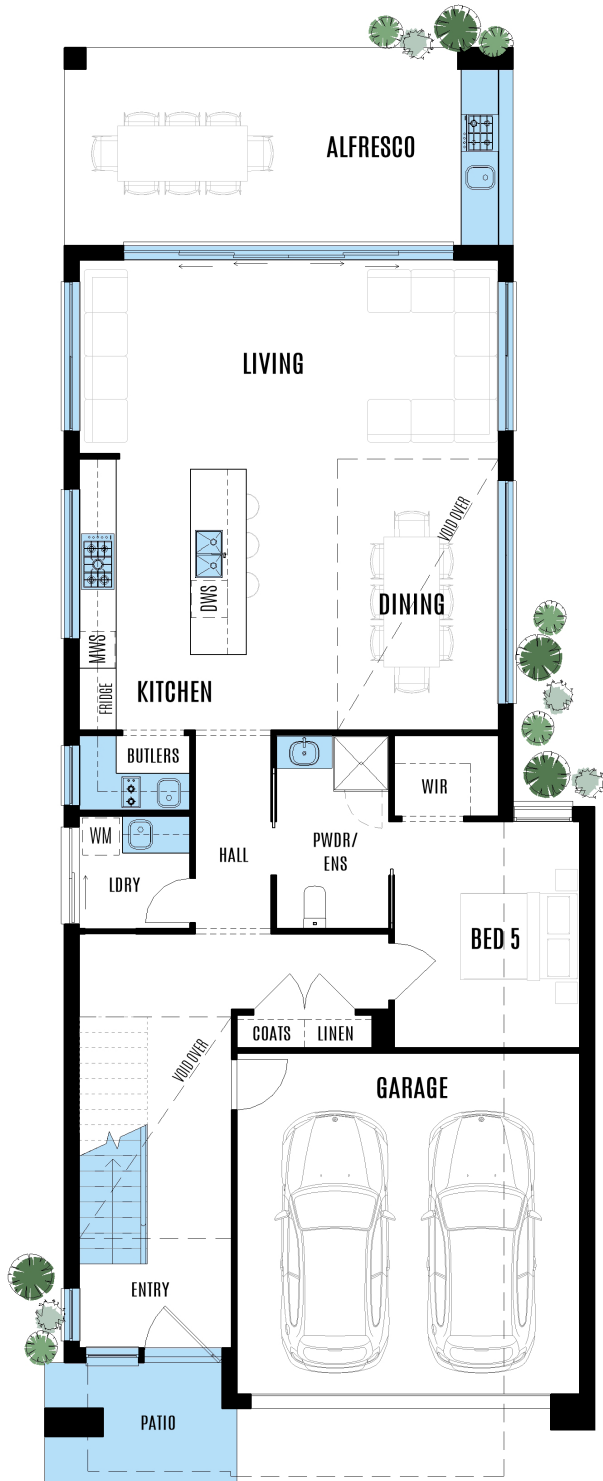 ALFRESCO
LIVING
VOID OVER
DWS
DINING
MWS
FRIDGE
KITCHEN
BUTLERS
WIR
WM
PWDR/
ENS
HALL
LDRY
BED 5
COATS
LINEN
VOID OVER
GARAGE
ENTRY
PATIO